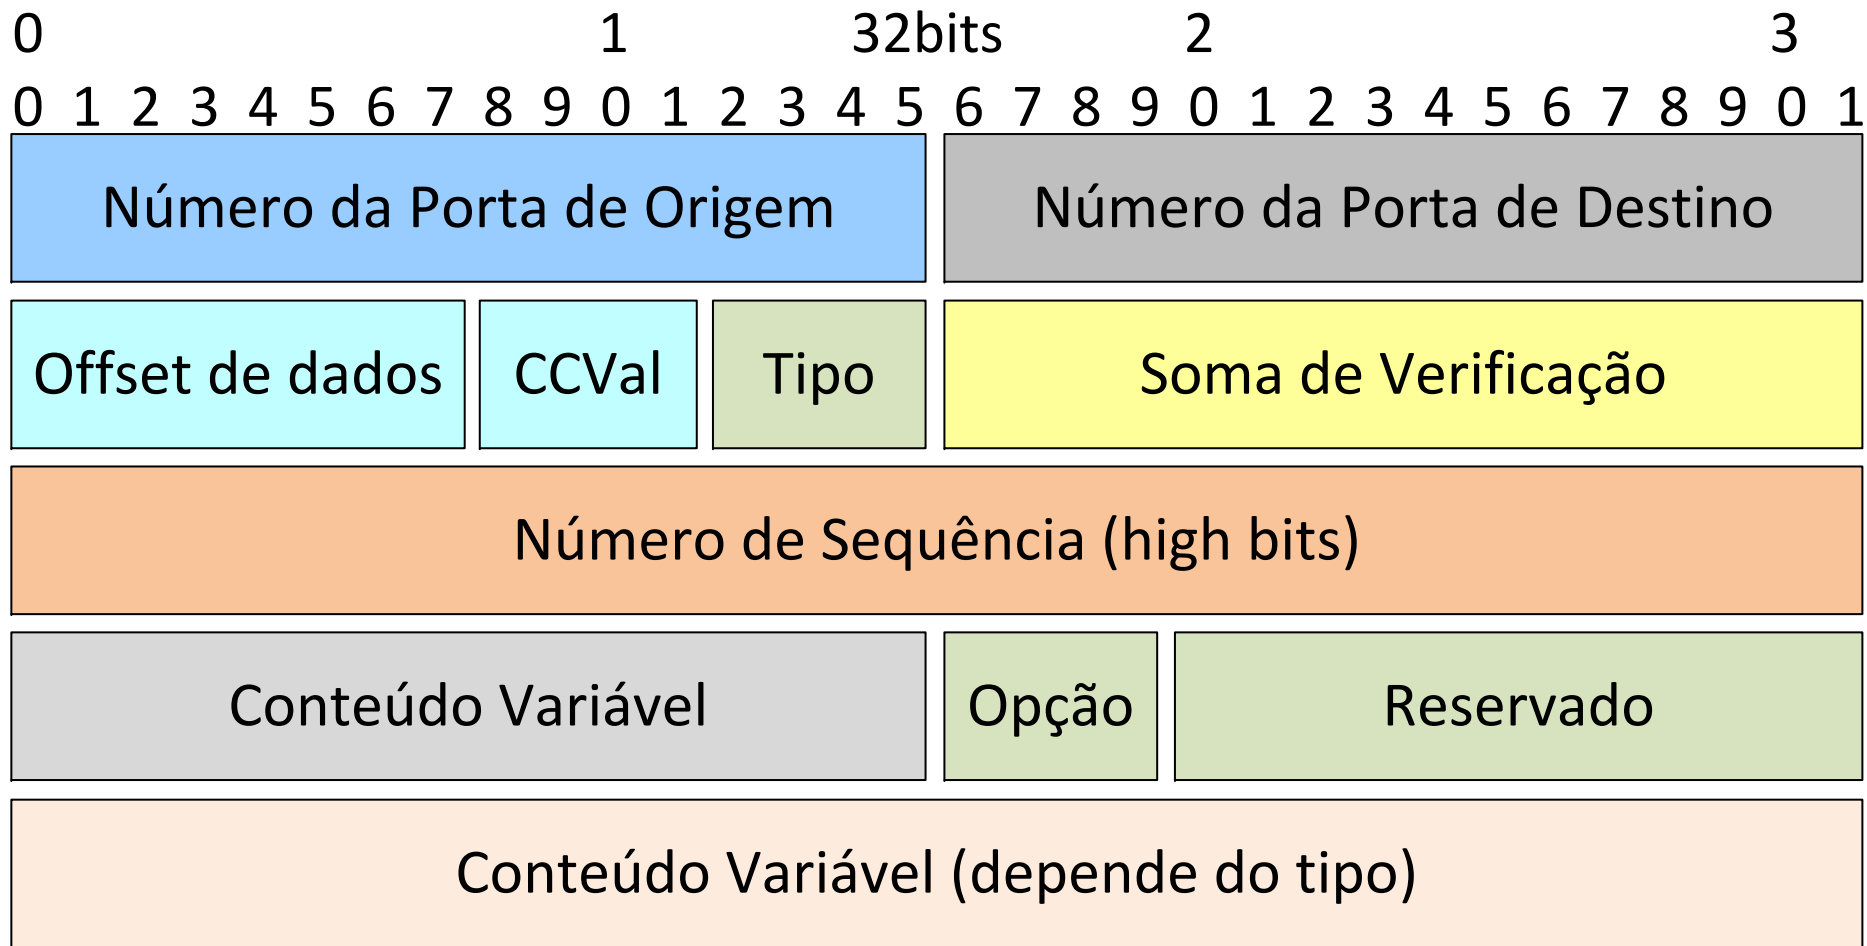 0 1 32bits 2 3
0 1 2 3 4 5 6 7 8 9 0 1 2 3 4 5 6 7 8 9 0 1 2 3 4 5 6 7 8 9 0 1
Número da Porta de Origem Número da Porta de Destino
Offset de dados CCVal Tipo Soma de Verificação
Número de Sequência (high bits)
Conteúdo Variável Opção Reservado
Conteúdo Variável (depende do tipo)